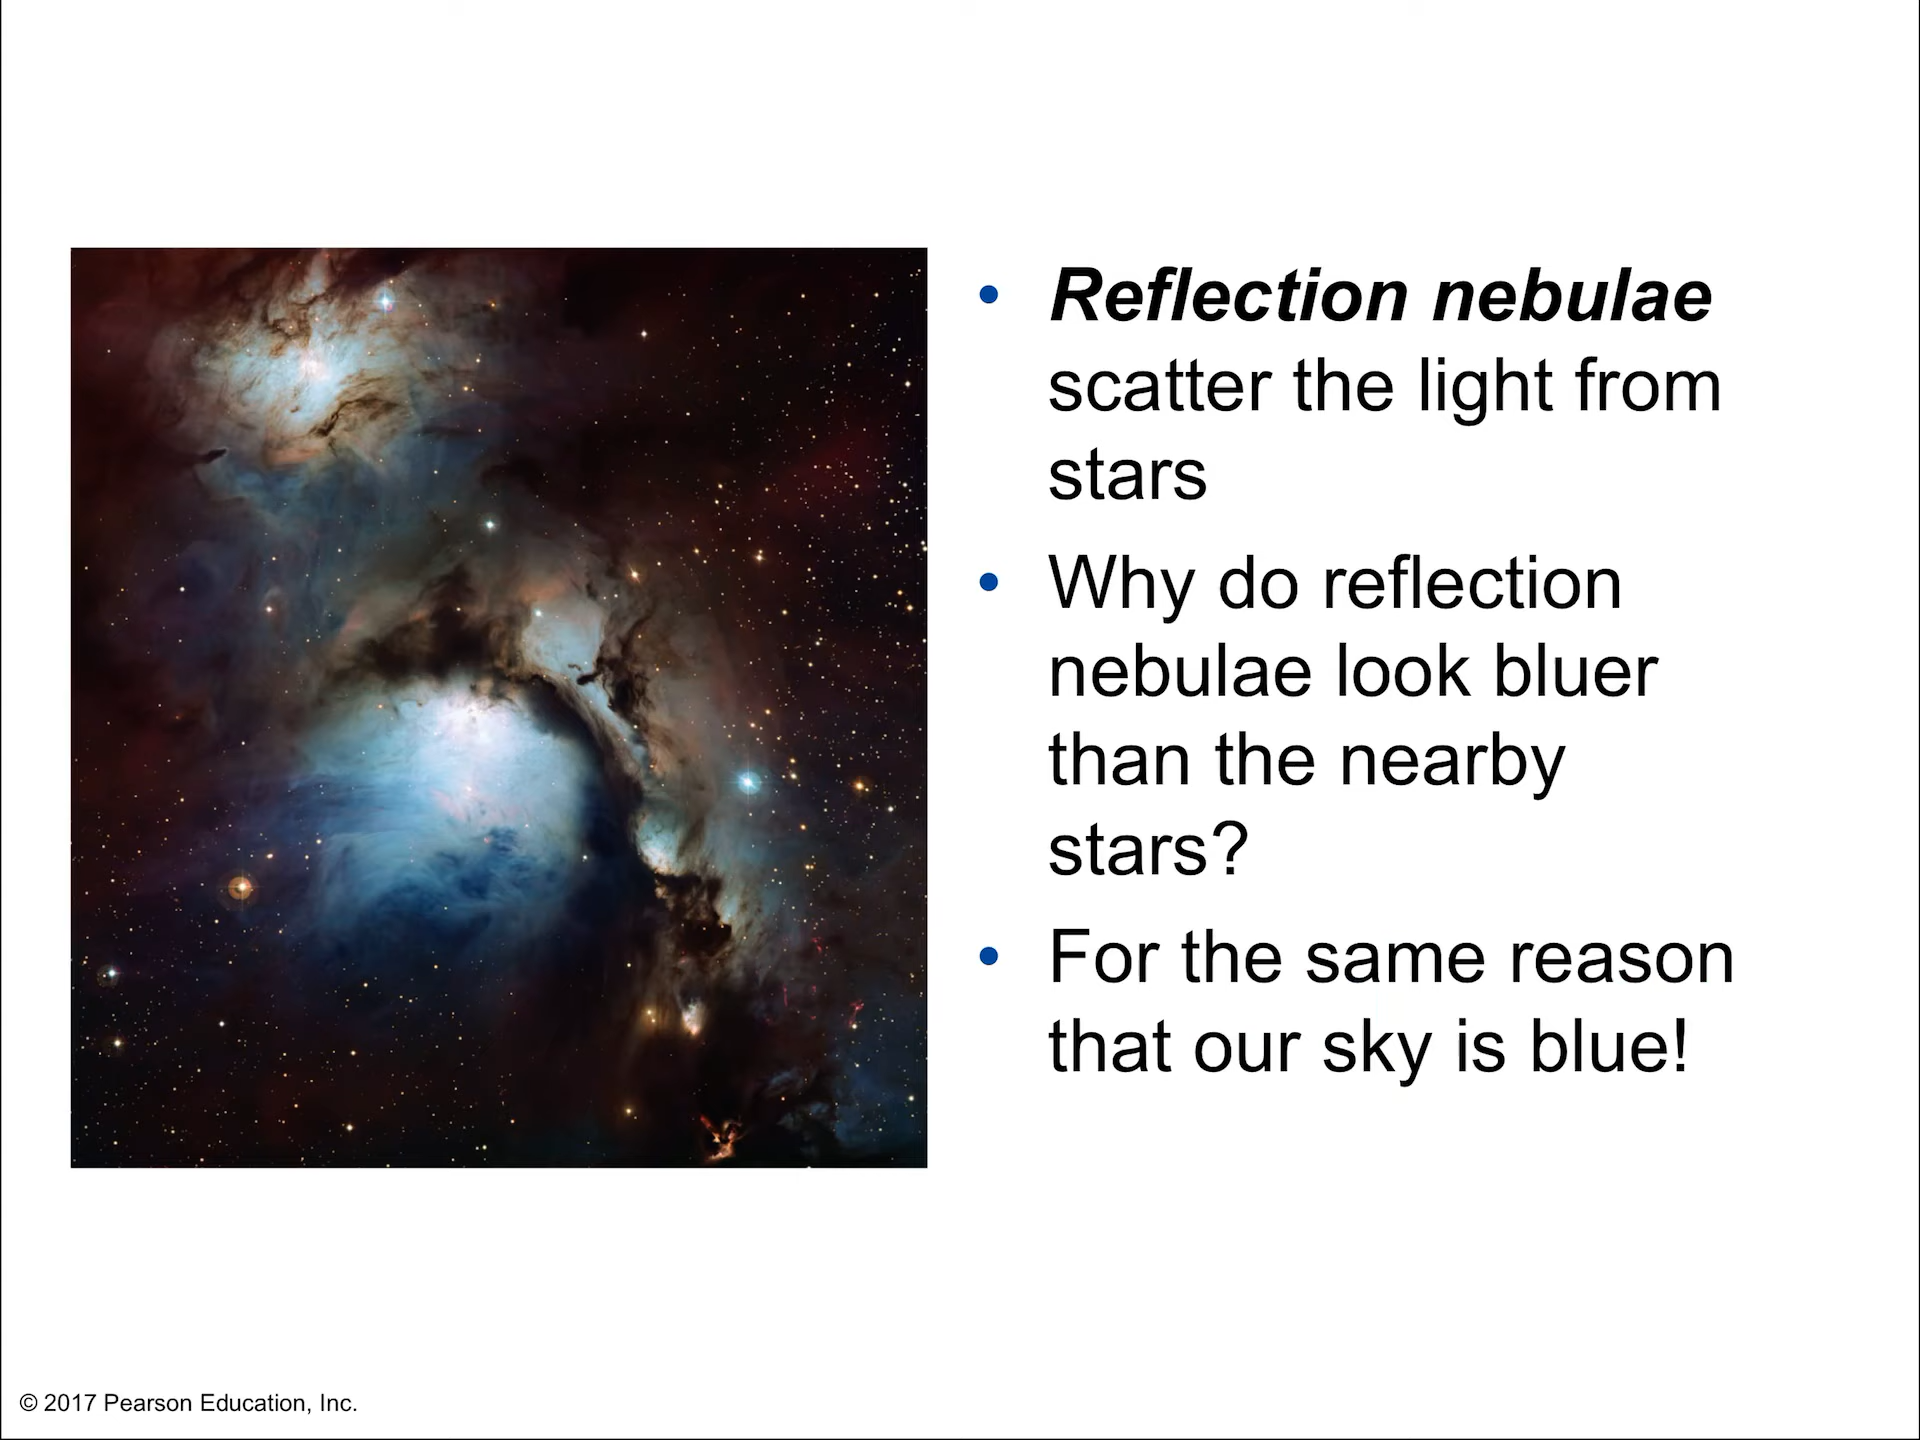 • Reflection nebulae
scatter the light from
stars
• Why do reflection
nebulae look bluer
than the nearby
stars?
• For the same reason
that our sky is blue!
© 2017 Pearson Education, Inc.